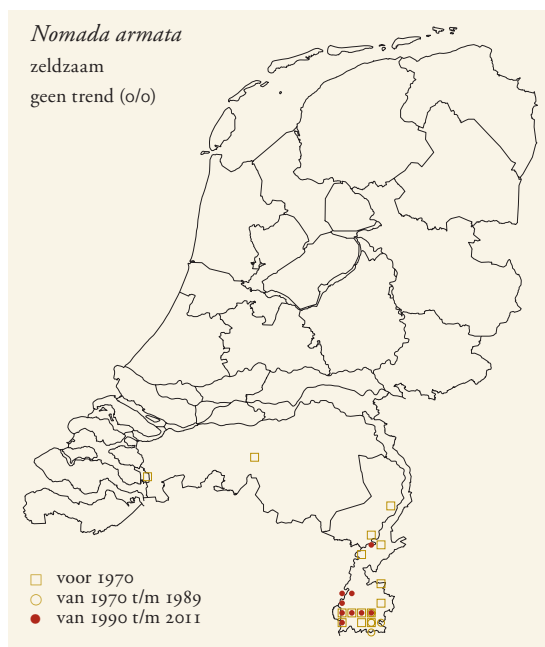 Nomada armata
zeldzaam
geen trend (0/0)
voor 1970
van 1970 t/m 1989
van 1990 t/m 2011